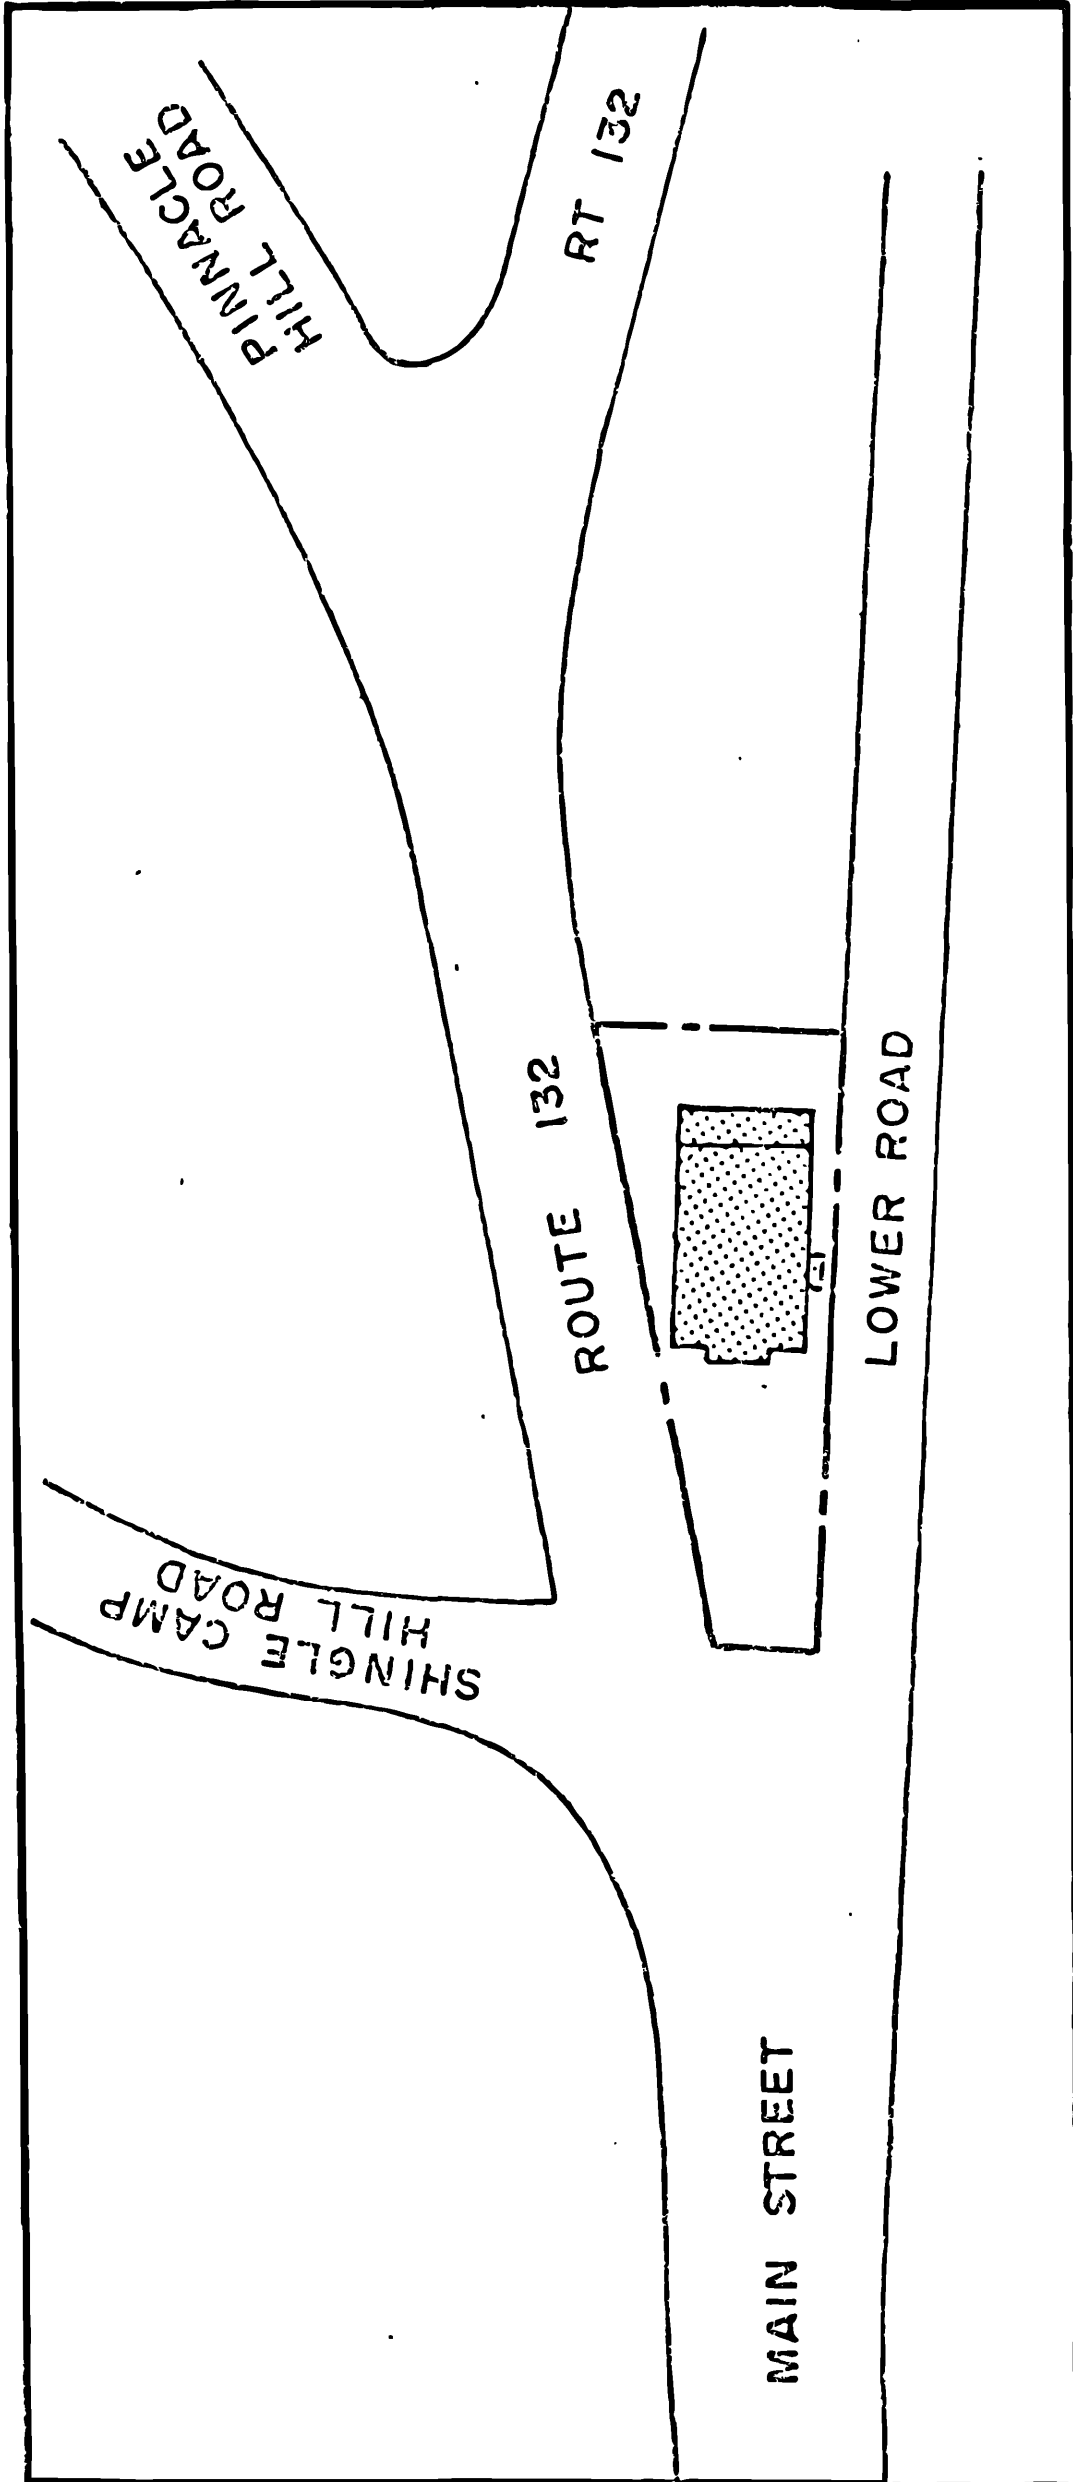 PINNACLE
HILL ROAD
RT 132
ROUTE 132
LOWER ROAD
SHINGLE CAMP
HILL ROAD
MAIN STREET